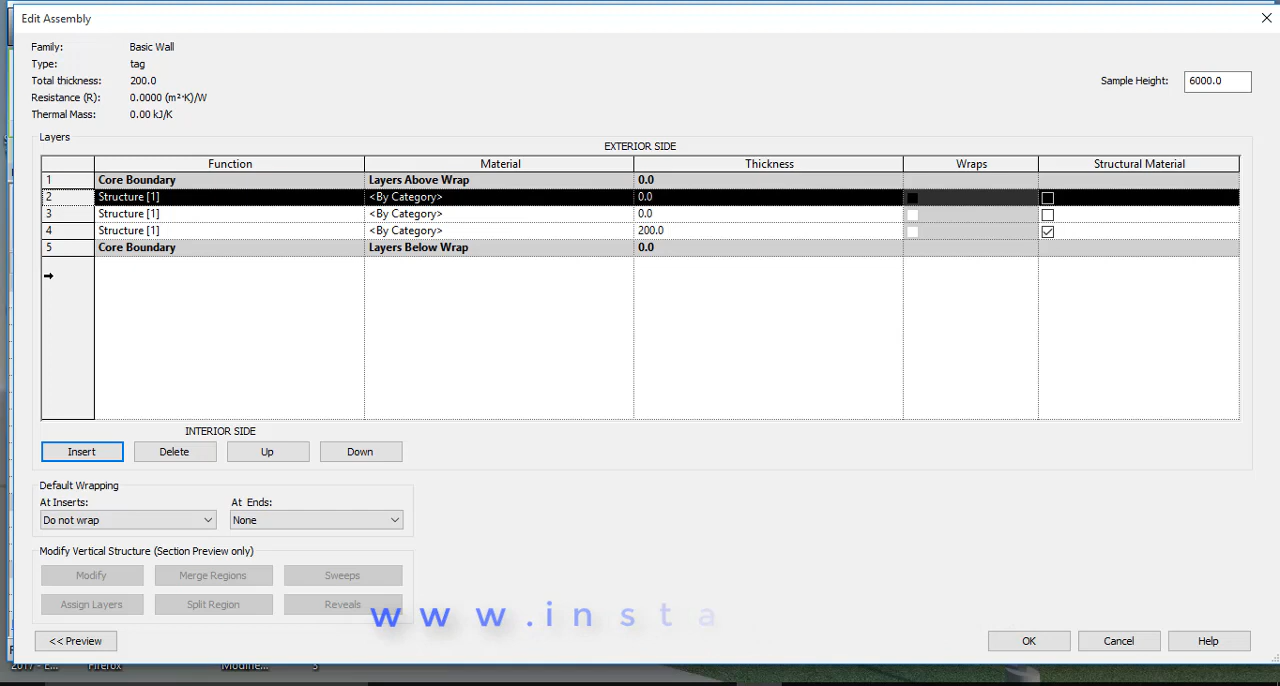 Edit Assembly
Family: Basic Wall
Type: tag
Total thickness: 200.0
Resistance (R): 0.0000 (m²·K)/W
Thermal Mass: 0.00 kJ/K
Sample Height: 6000.0
Layers
EXTERIOR SIDE
Function Material Thickness Wraps Structural Material
1 Core Boundary Layers Above Wrap 0.0
2 Structure [1] <By Category> 0.0
3 Structure [1] <By Category> 0.0
4 Structure [1] <By Category> 200.0
5 Core Boundary Layers Below Wrap 0.0
INTERIOR SIDE
Insert Delete Up Down
Default Wrapping
At Inserts: At Ends:
Do not wrap None
Modify Vertical Structure (Section Preview only)
Modify Merge Regions Sweeps
Assign Layers Split Region Reveals
www.insta
<< Preview OK Cancel Help